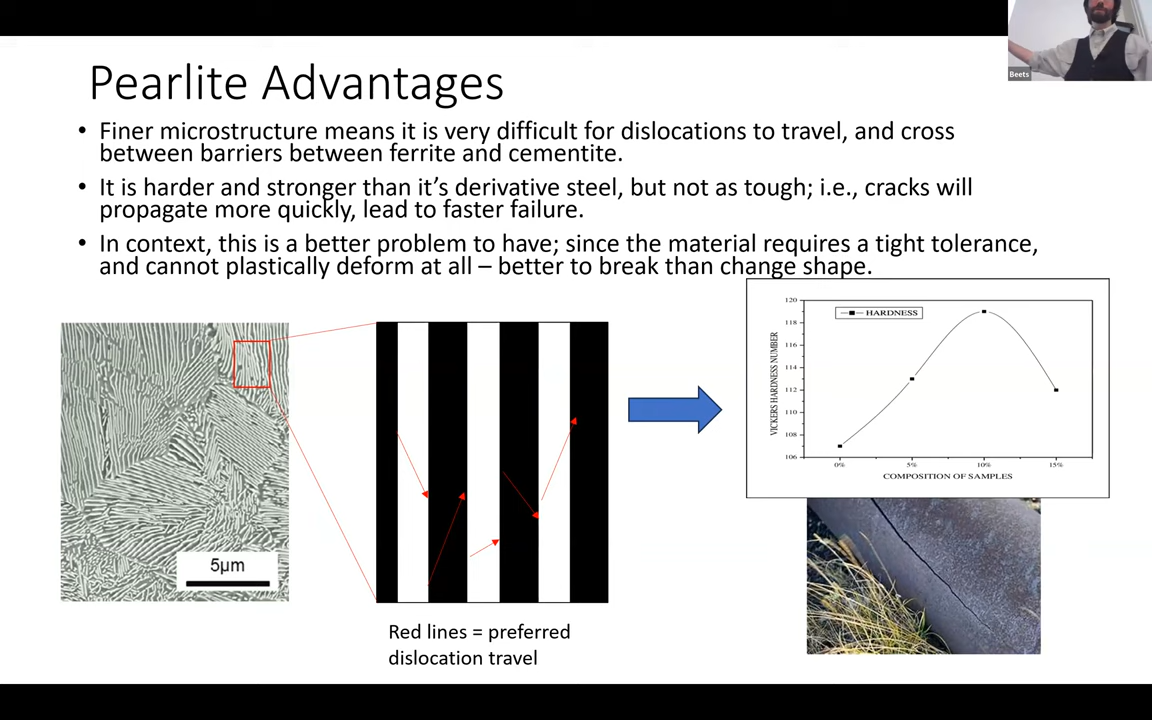 Beets
Pearlite Advantages
• Finer microstructure means it is very difficult for dislocations to travel, and cross
between barriers between ferrite and cementite.
• It is harder and stronger than it's derivative steel, but not as tough; i.e., cracks will
propagate more quickly, lead to faster failure.
• In context, this is a better problem to have; since the material requires a tight tolerance,
and cannot plastically deform at all – better to break than change shape.
5μm
Red lines = preferred
dislocation travel
HARDNESS
VICKERS HARDNESS NUMBER
120
118
116
114
112
110
108
106
0% 5% 10% 15%
COMPOSITION OF SAMPLES